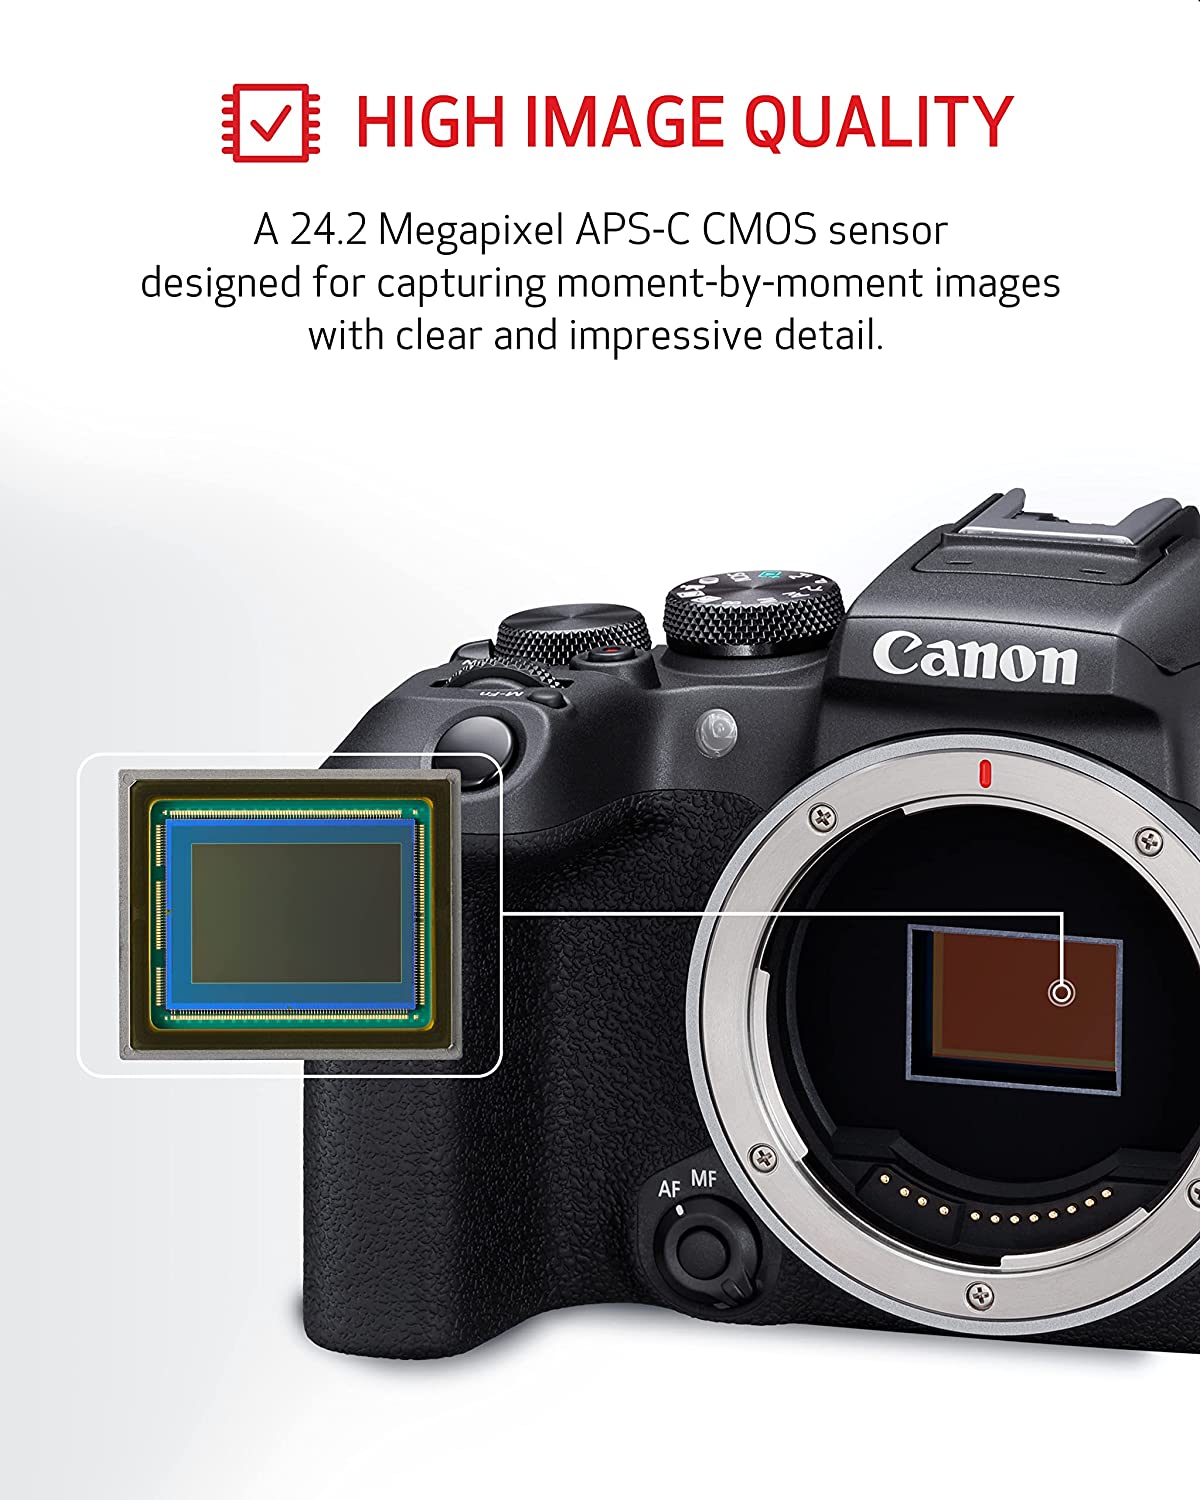 HIGH IMAGE QUALITY
A 24.2 Megapixel APS-C CMOS sensor
designed for capturing moment-by-moment images
with clear and impressive detail.
Canon
M-Fn
AF MF